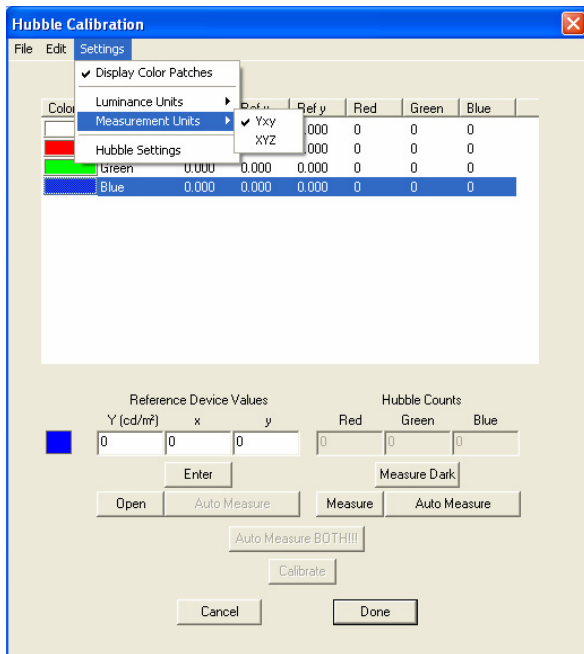 Hubble Calibration
File Edit Settings
Display Color Patches
Luminance Units
Measurement Units
Hubble Settings
Yxy
XYZ
Ref y Red Green Blue
.000 0 0 0
.000 0 0 0
Green 0.000 0.000 0.000 0 0 0
Blue 0.000 0.000 0.000 0 0 0
Reference Device Values Hubble Counts
Y (cd/m²) x y Red Green Blue
0 0 0 0 0 0
Enter Measure Dark
Open Auto Measure Measure Auto Measure
Auto Measure BOTH!!!
Calibrate
Cancel Done